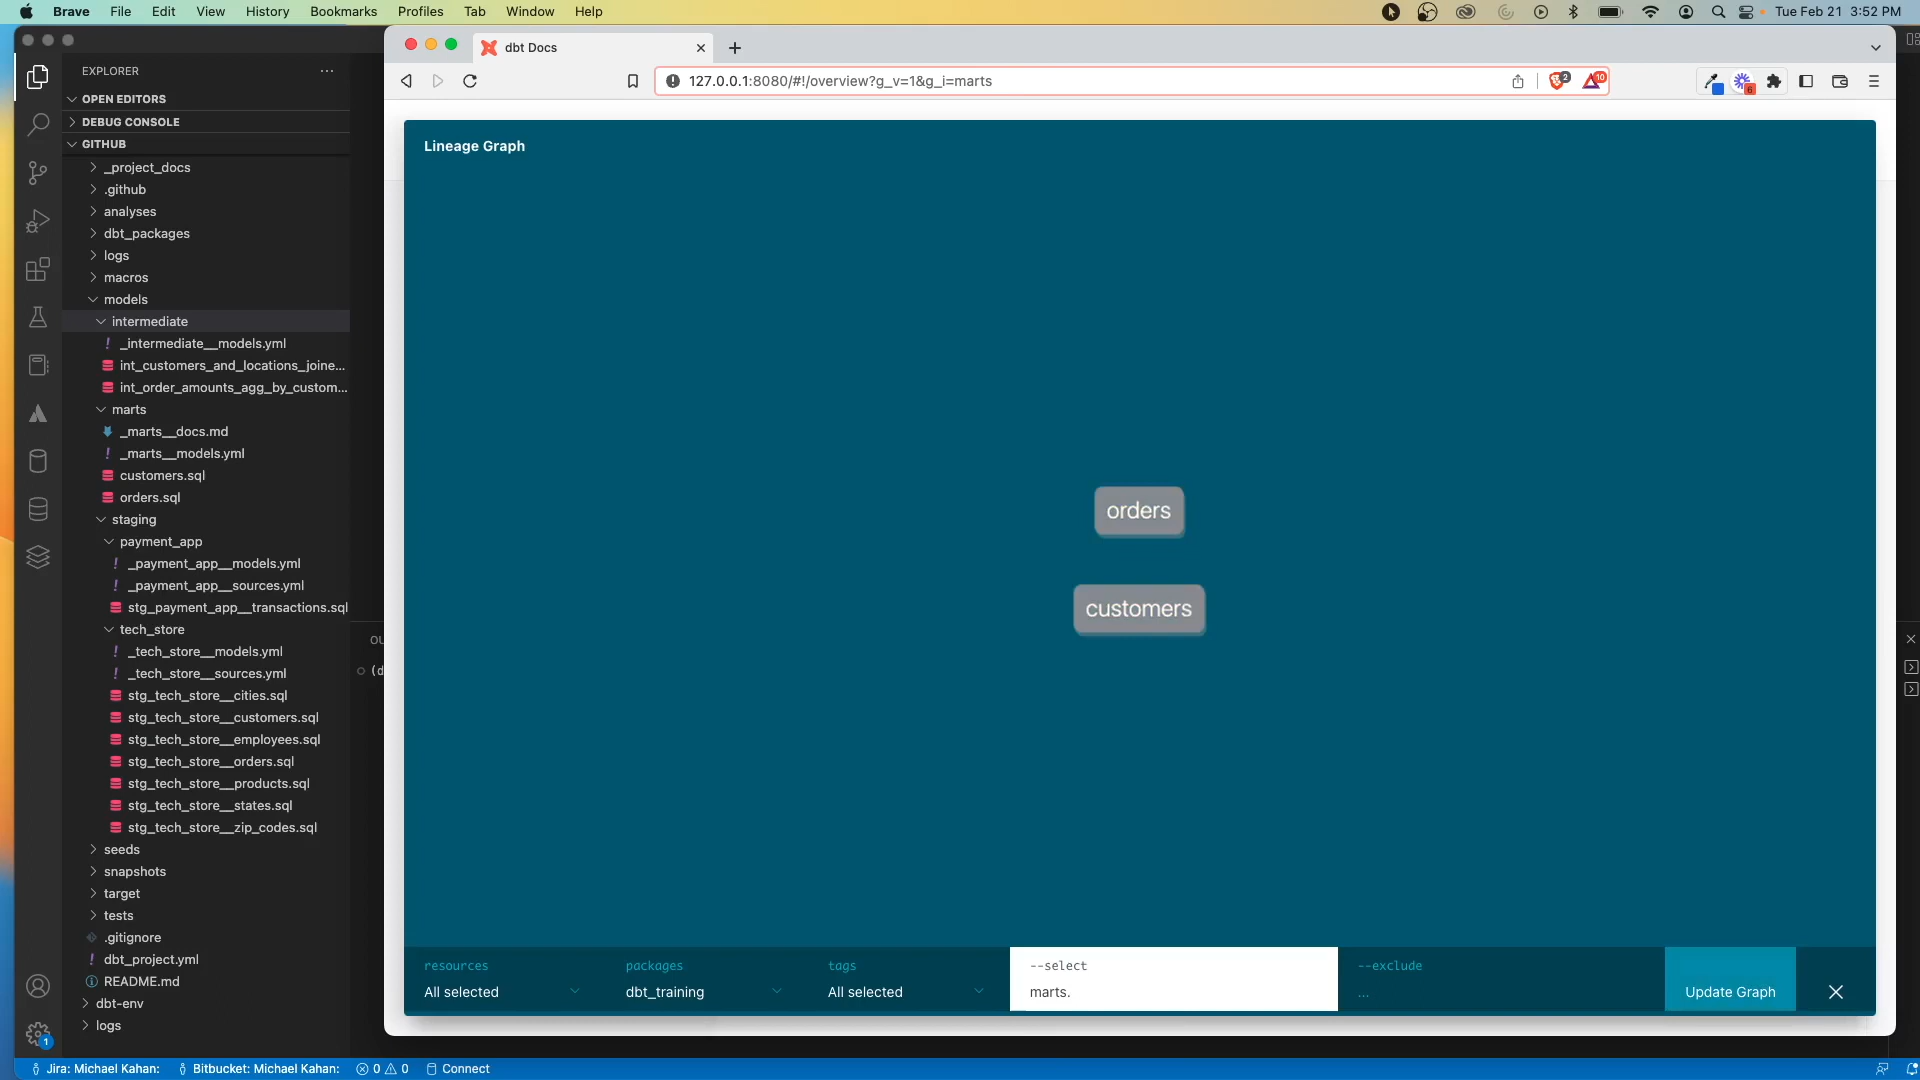 Brave File Edit View History Bookmarks Profiles Tab Window Help Tue Feb 21 3:52 PM
EXPLORER
OPEN EDITORS
DEBUG CONSOLE
GITHUB
_project_docs
.github
analyses
dbt_packages
logs
macros
models
intermediate
_intermediate__models.yml
int_customers_and_locations_joine...
int_order_amounts_agg_by_custom...
marts
_marts__docs.md
_marts__models.yml
customers.sql
orders.sql
staging
payment_app
_payment_app__models.yml
_payment_app__sources.yml
stg_payment_app__transactions.sql
tech_store
_tech_store__models.yml
_tech_store__sources.yml
stg_tech_store__cities.sql
stg_tech_store__customers.sql
stg_tech_store__employees.sql
stg_tech_store__orders.sql
stg_tech_store__products.sql
stg_tech_store__states.sql
stg_tech_store__zip_codes.sql
seeds
snapshots
target
tests
.gitignore
dbt_project.yml
README.md
dbt-env
logs
1
OU
(d
dbt Docs
127.0.0.1:8080/#!/overview?g_v=1&g_i=marts
2
10
6
Lineage Graph
orders
customers
resources packages tags --select --exclude
All selected dbt_training All selected marts. ... Update Graph
Jira: Michael Kahan: Bitbucket: Michael Kahan: 0 0 Connect